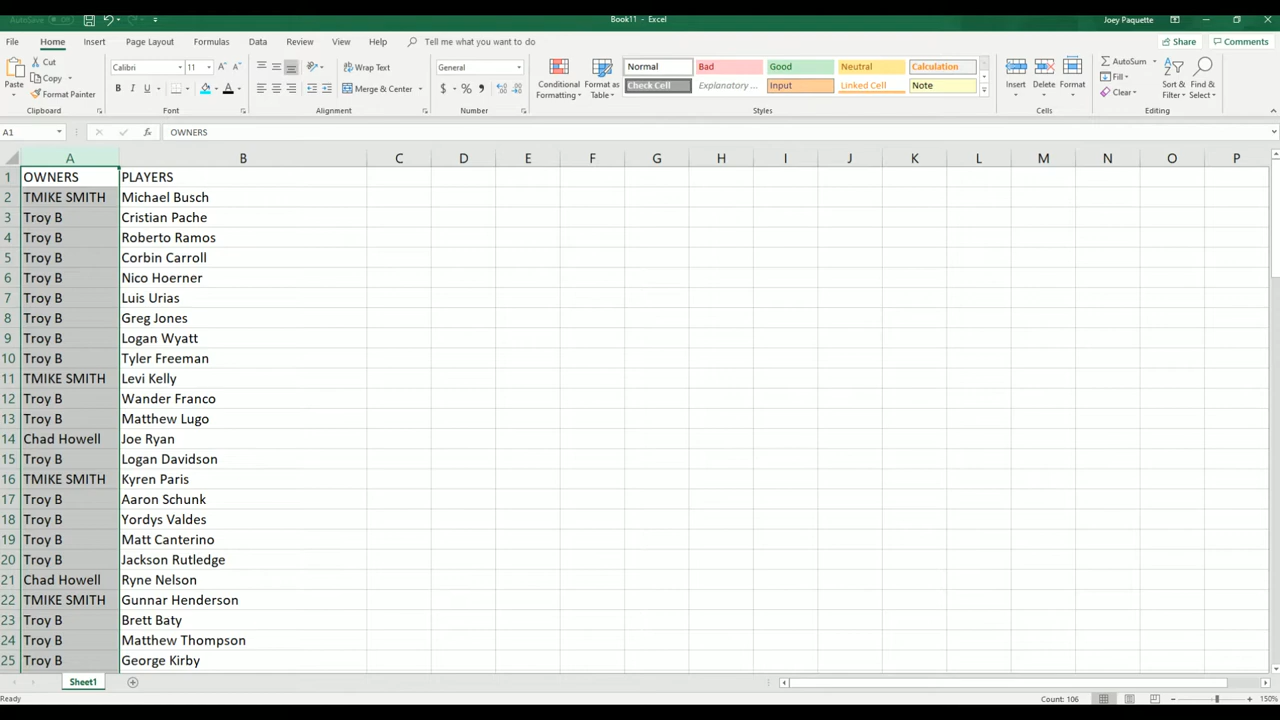 AutoSave Off
Book11 - Excel
Joey Paquette
File Home Insert Page Layout Formulas Data Review View Help Tell me what you want to do Share Comments
Paste
Cut
Copy
Format Painter
Clipboard
Calibri 11
B I U
Font
Wrap Text
Merge & Center
Alignment
General
$ % ,
Number
Conditional Formatting
Format as Table
Normal Bad Good Neutral Calculation
Check Cell Explanatory ... Input Linked Cell Note
Styles
Insert Delete Format
Cells
AutoSum
Fill
Clear
Sort & Filter
Find & Select
Editing
A1 fx OWNERS
A B C D E F G H I J K L M N O P
1 OWNERS PLAYERS
2 TMIKE SMITH Michael Busch
3 Troy B Cristian Pache
4 Troy B Roberto Ramos
5 Troy B Corbin Carroll
6 Troy B Nico Hoerner
7 Troy B Luis Urias
8 Troy B Greg Jones
9 Troy B Logan Wyatt
10 Troy B Tyler Freeman
11 TMIKE SMITH Levi Kelly
12 Troy B Wander Franco
13 Troy B Matthew Lugo
14 Chad Howell Joe Ryan
15 Troy B Logan Davidson
16 TMIKE SMITH Kyren Paris
17 Troy B Aaron Schunk
18 Troy B Yordys Valdes
19 Troy B Matt Canterino
20 Troy B Jackson Rutledge
21 Chad Howell Ryne Nelson
22 TMIKE SMITH Gunnar Henderson
23 Troy B Brett Baty
24 Troy B Matthew Thompson
25 Troy B George Kirby
Sheet1
Ready Count: 106 150%